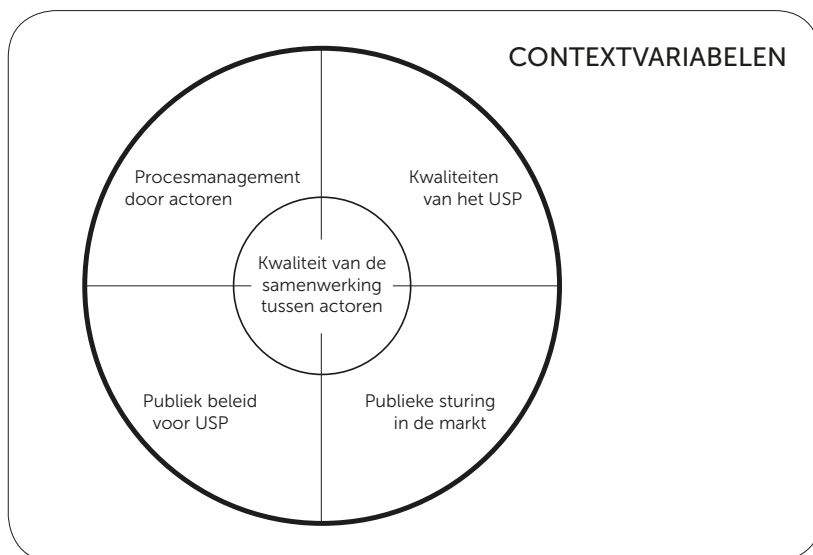 CONTEXTVARIABELEN
Procesmanagement
door actoren
Kwaliteiten
van het USP
Kwaliteit van de
samenwerking
tussen actoren
Publiek beleid
voor USP
Publieke sturing
in de markt